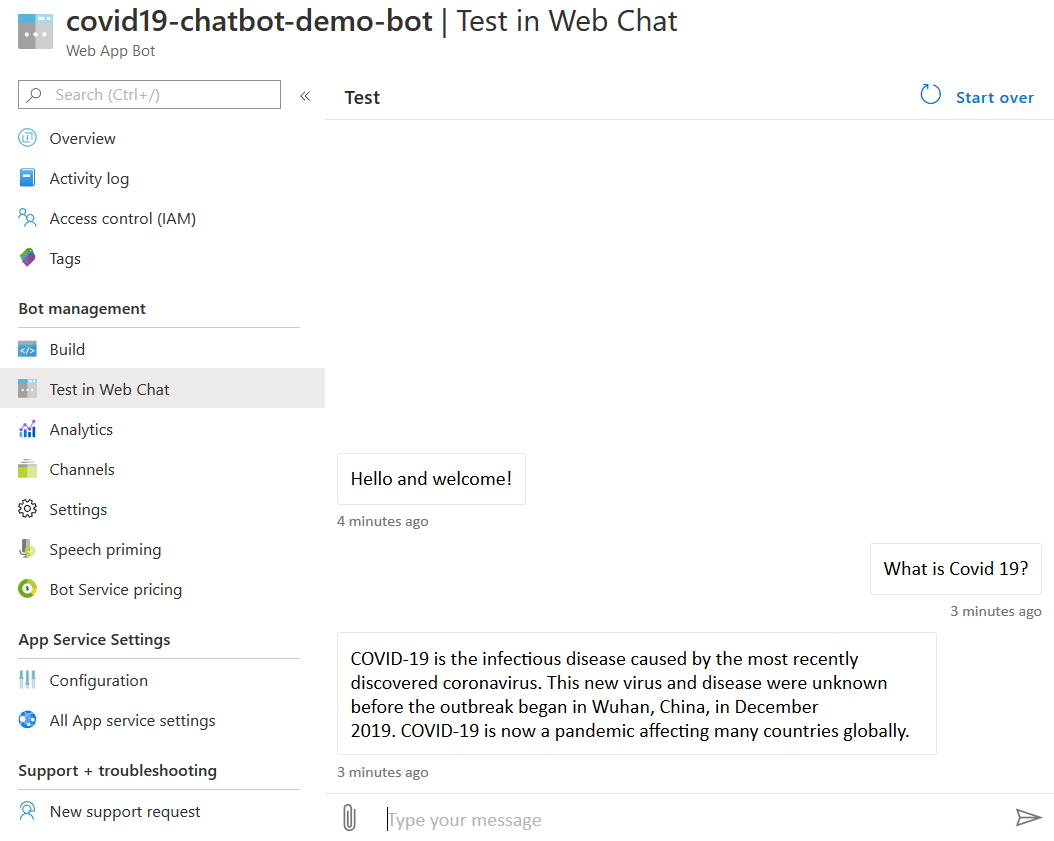 covid19-chatbot-demo-bot | Test in Web Chat
Web App Bot
Search (Ctrl+/)
«
Overview
Activity log
Access control (IAM)
Tags
Bot management
Build
Test in Web Chat
Analytics
Channels
Settings
Speech priming
Bot Service pricing
App Service Settings
Configuration
All App service settings
Support + troubleshooting
New support request
Test
Start over
Hello and welcome!
4 minutes ago
What is Covid 19?
3 minutes ago
COVID-19 is the infectious disease caused by the most recently
discovered coronavirus. This new virus and disease were unknown
before the outbreak began in Wuhan, China, in December
2019. COVID-19 is now a pandemic affecting many countries globally.
3 minutes ago
Type your message